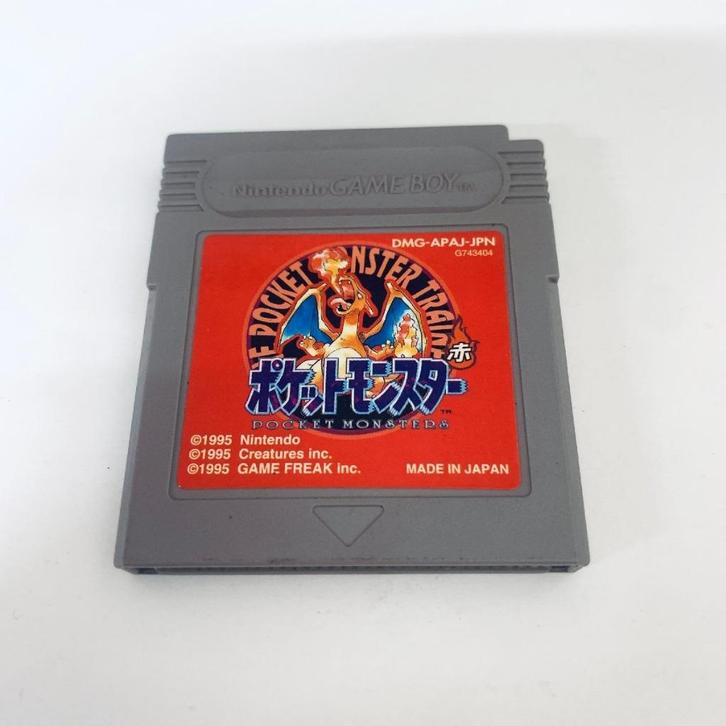 Nintendo GAME BOY TM
DMG-APAJ-JPN
G743404
POCKET MONSTER TRAINE
赤
ポケットモンスター TM
POCKET MONSTERS
©1995 Nintendo
©1995 Creatures inc.
©1995 GAME FREAK inc.
MADE IN JAPAN